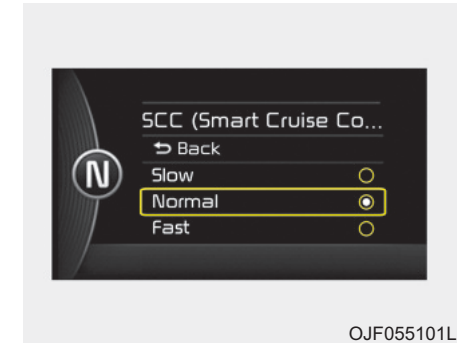 SCC (Smart Cruise Co...
Back
N
Slow
Normal
Fast
OJF055101L